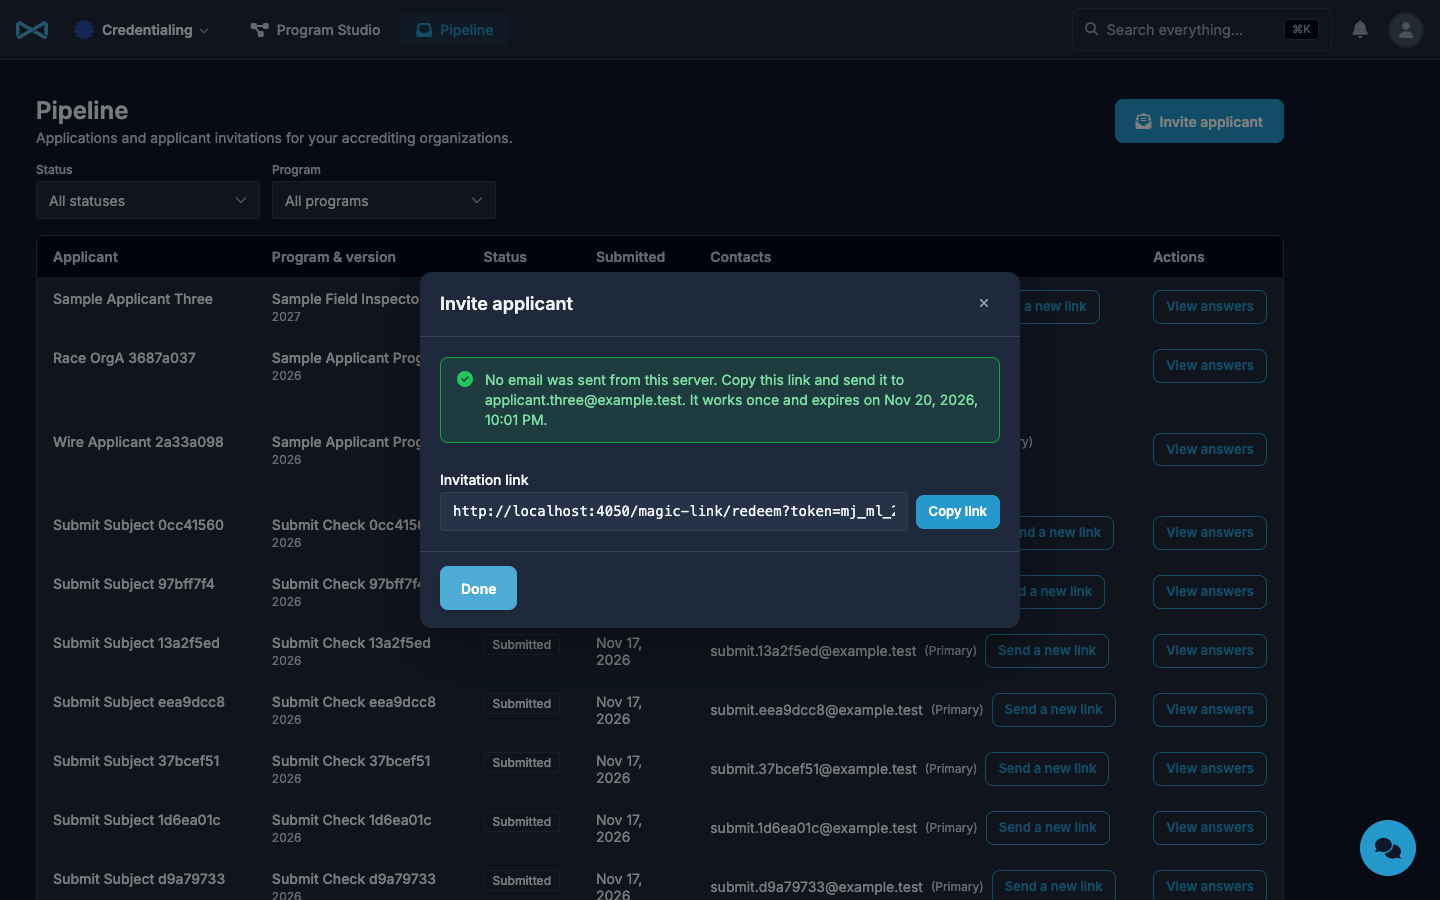 Credentialing
Program Studio
Pipeline
Search everything...
⌘K
Pipeline
Applications and applicant invitations for your accrediting organizations.
Invite applicant
Status
Program
All statuses
All programs
Applicant Program & version Status Submitted Contacts Actions
Sample Applicant Three Sample Field Inspecto a new link View answers
2027
Race OrgA 3687a037 Sample Applicant Prog View answers
2026
Wire Applicant 2a33a098 Sample Applicant Prog ry) View answers
2026
Submit Subject 0cc41560 Submit Check 0cc4150 nd a new link View answers
2026
Submit Subject 97bff7f4 Submit Check 97bff7f4 d a new link View answers
2026
Invite applicant
×
No email was sent from this server. Copy this link and send it to
applicant.three@example.test. It works once and expires on Nov 20, 2026,
10:01 PM.
Invitation link
http://localhost:4050/magic-link/redeem?token=mj_ml_2
Copy link
Done
Submit Subject 13a2f5ed Submit Check 13a2f5ed Submitted Nov 17, submit.13a2f5ed@example.test (Primary) Send a new link View answers
2026 2026
Submit Subject eea9dcc8 Submit Check eea9dcc8 Submitted Nov 17, submit.eea9dcc8@example.test (Primary) Send a new link View answers
2026 2026
Submit Subject 37bcef51 Submit Check 37bcef51 Submitted Nov 17, submit.37bcef51@example.test (Primary) Send a new link View answers
2026 2026
Submit Subject 1d6ea01c Submit Check 1d6ea01c Submitted Nov 17, submit.1d6ea01c@example.test (Primary) Send a new link View answers
2026 2026
Submit Subject d9a79733 Submit Check d9a79733 Submitted Nov 17, submit.d9a79733@example.test (Primary) Send a new link View answers
2026 2026